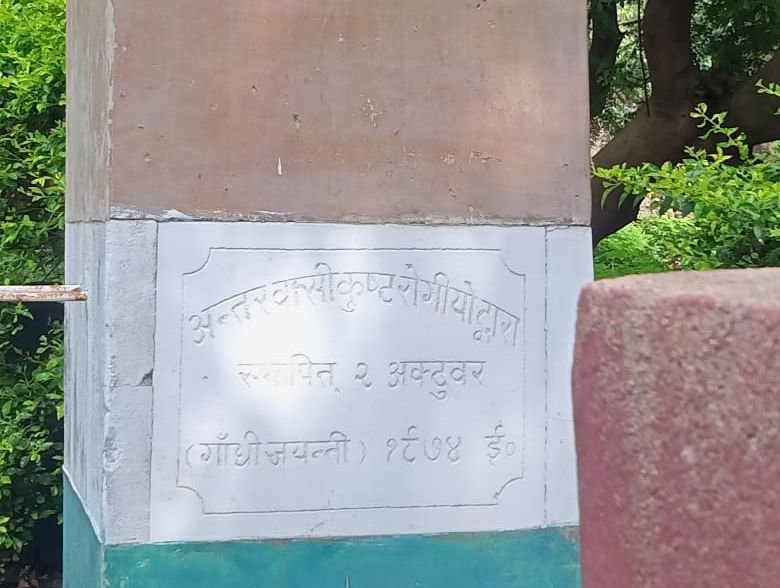 अन्तरवासीकुष्टरोगीयोद्वारा
स्थापित् २ अक्टुवर
(गाँधीजयन्ती) १९७४ ई०